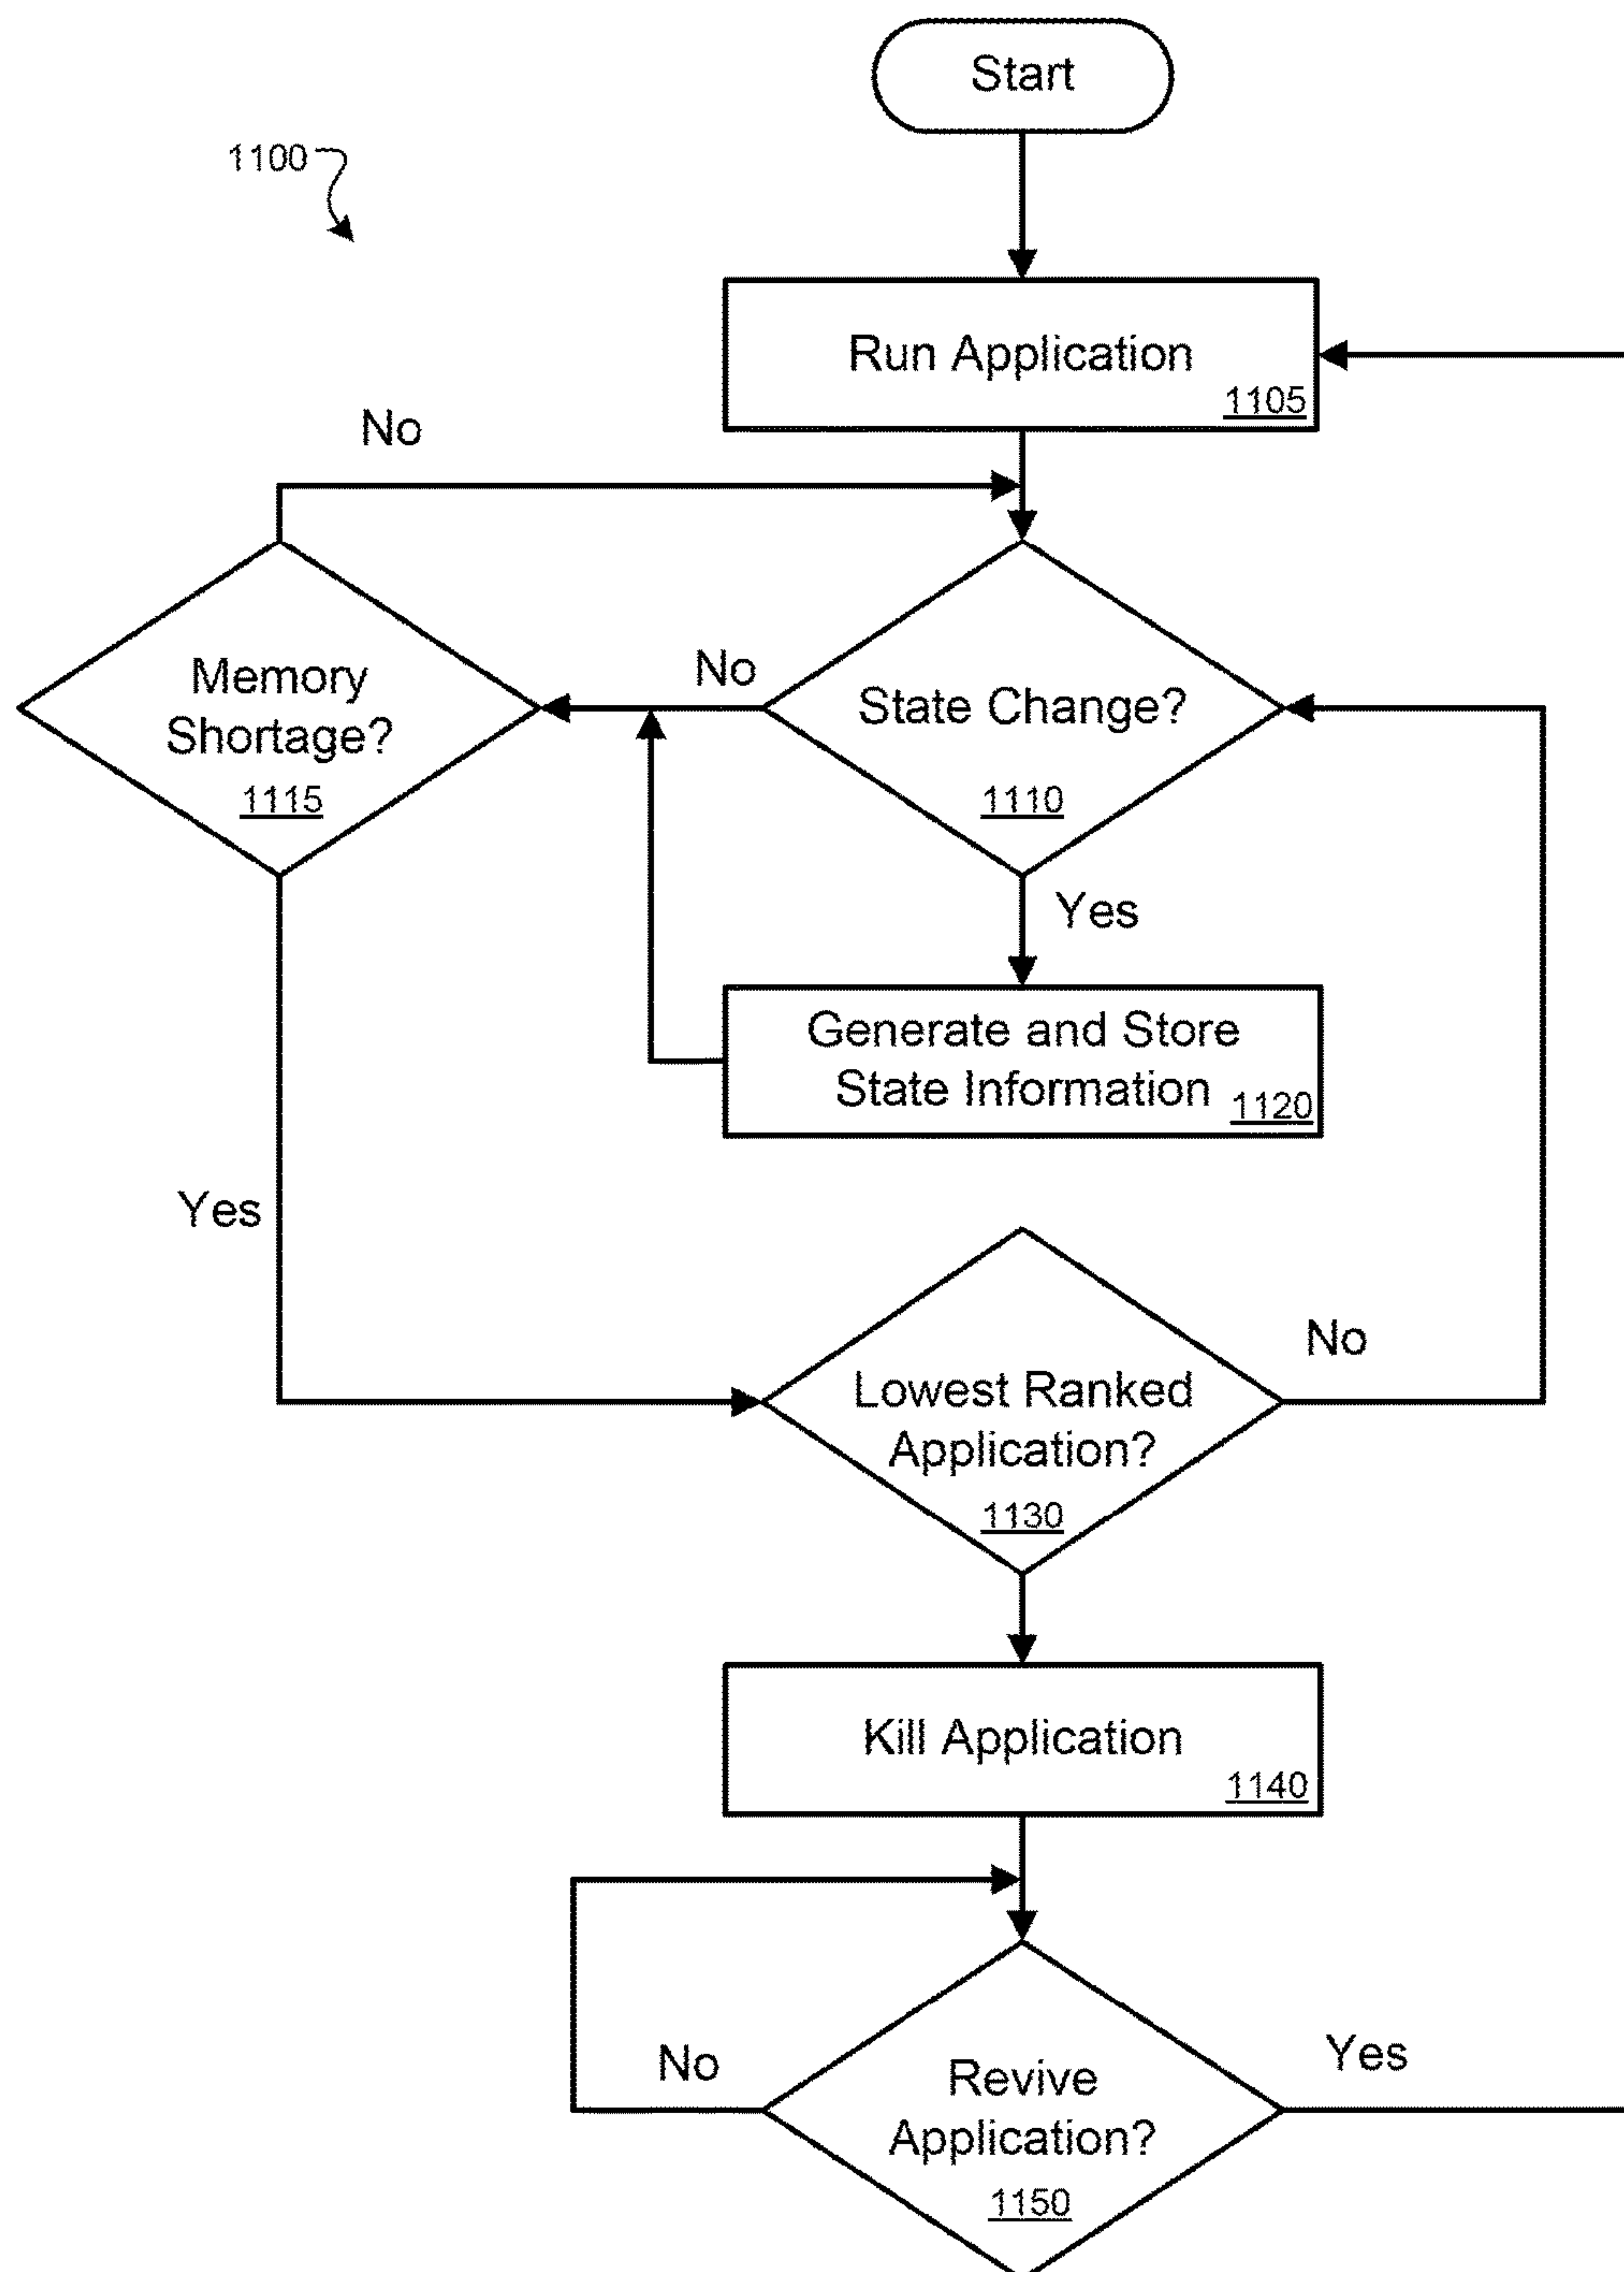 Start
1100
Run Application
1105
No
Memory
Shortage?
1115
No
State Change?
1110
Yes
Generate and Store
State Information
1120
Yes
Lowest Ranked
Application?
1130
No
Kill Application
1140
No
Revive
Application?
1150
Yes